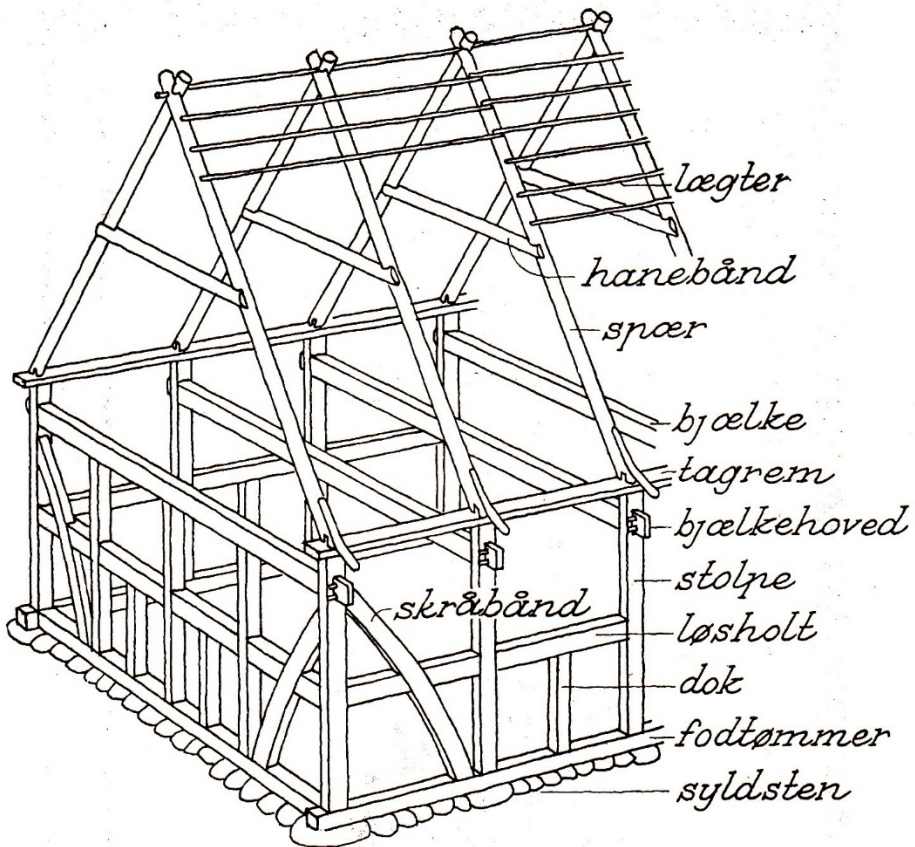 lægter
hanebånd
spær
bjælke
tagrem
bjælkehoved
stolpe
skråbånd
løsholt
dok
fodtømmer
syldsten